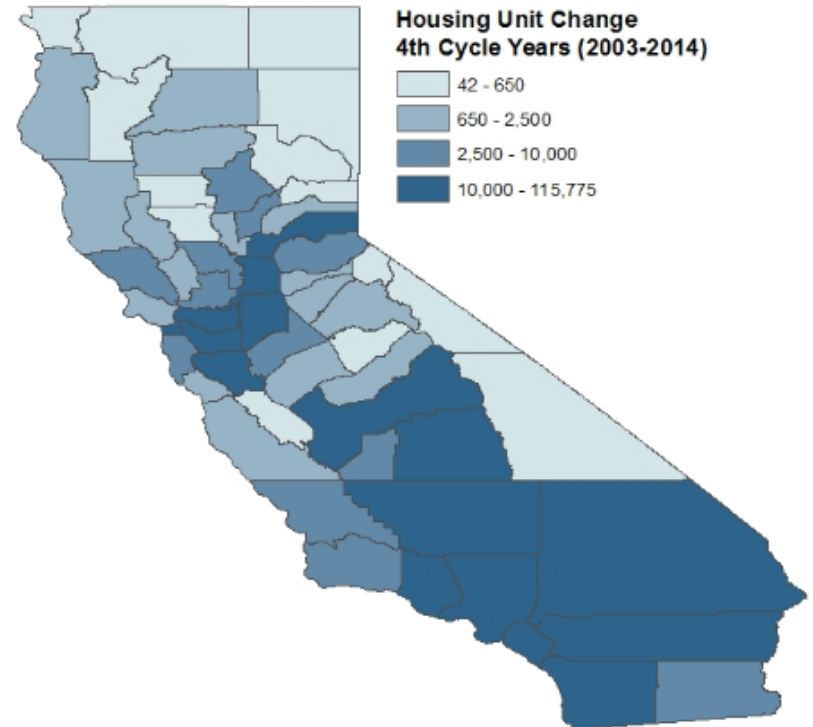 Housing Unit Change
4th Cycle Years (2003-2014)
42 - 650
650 - 2,500
2,500 - 10,000
10,000 - 115,775